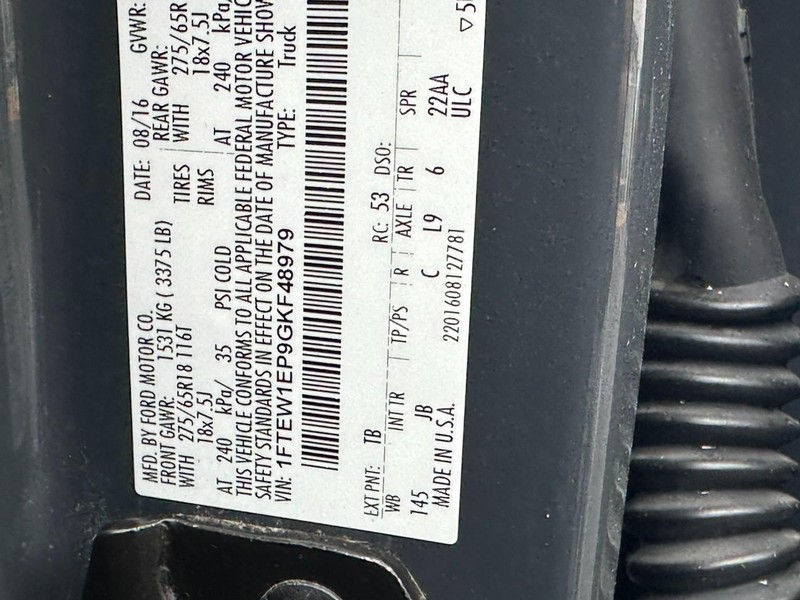 MFD. BY FORD MOTOR CO.
DATE: 08/16 GVWR:
FRONT GAWR: 1531 KG ( 3375 LB) REAR GAWR:
WITH 275/65R18 116T TIRES WITH 275/65R
18x7.5J RIMS 18x7.5J
AT 240 kPa/ 35 PSI COLD AT 240 kPa/
THIS VEHICLE CONFORMS TO ALL APPLICABLE FEDERAL MOTOR VEHIC
SAFETY STANDARDS IN EFFECT ON THE DATE OF MANUFACTURE SHOW
VIN: 1FTEW1EP9GKF48979 TYPE: Truck
EXT PNT: TB RC: 53 DSO:
WB INT TR TP/PS R AXLE TR SPR
145 JB C L9 6 22AA
MADE IN U.S.A. 2201608127781 ULC